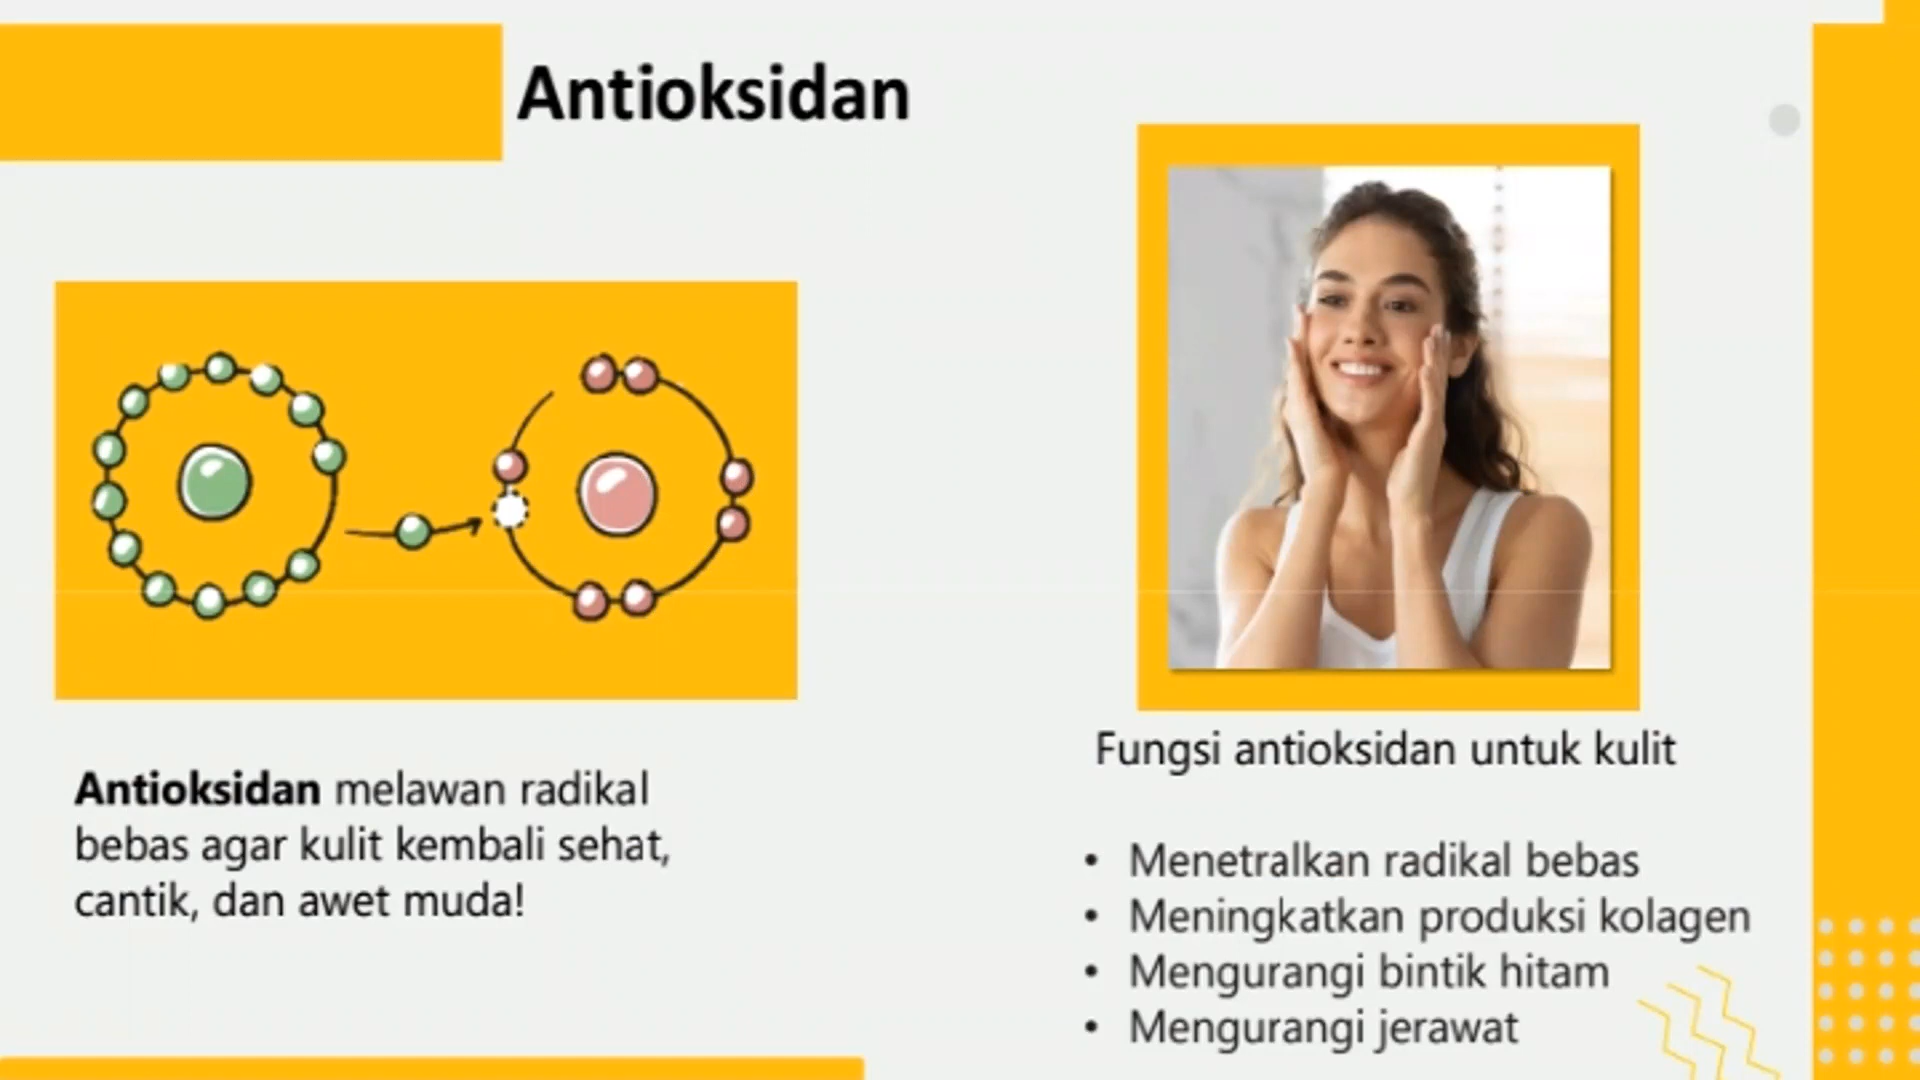 Antioksidan
Antioksidan melawan radikal
bebas agar kulit kembali sehat,
cantik, dan awet muda!
Fungsi antioksidan untuk kulit
• Menetralkan radikal bebas
• Meningkatkan produksi kolagen
• Mengurangi bintik hitam
• Mengurangi jerawat